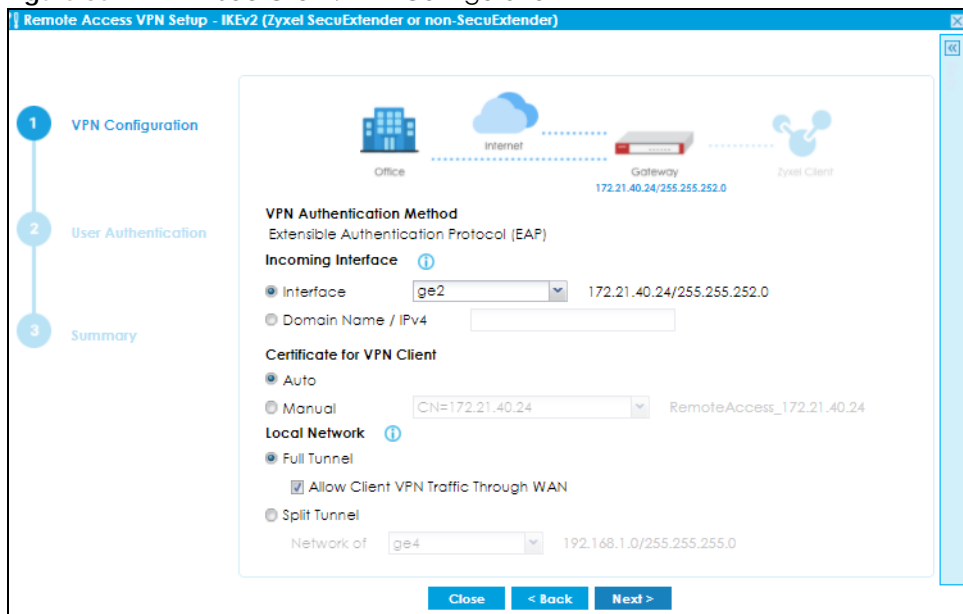 Remote Access VPN Setup - IKEv2 (Zyxel SecuExtender or non-SecuExtender)
1 VPN Configuration
2 User Authentication
3 Summary
Office
Internet
Gateway
172.21.40.24/255.255.252.0
Zyxel Client
VPN Authentication Method
Extensible Authentication Protocol (EAP)
Incoming Interface
Interface ge2 172.21.40.24/255.255.252.0
Domain Name / IPv4
Certificate for VPN Client
Auto
Manual CN=172.21.40.24 RemoteAccess_172.21.40.24
Local Network
Full Tunnel
Allow Client VPN Traffic Through WAN
Split Tunnel
Network of ge4 192.168.1.0/255.255.255.0
Close < Back Next >